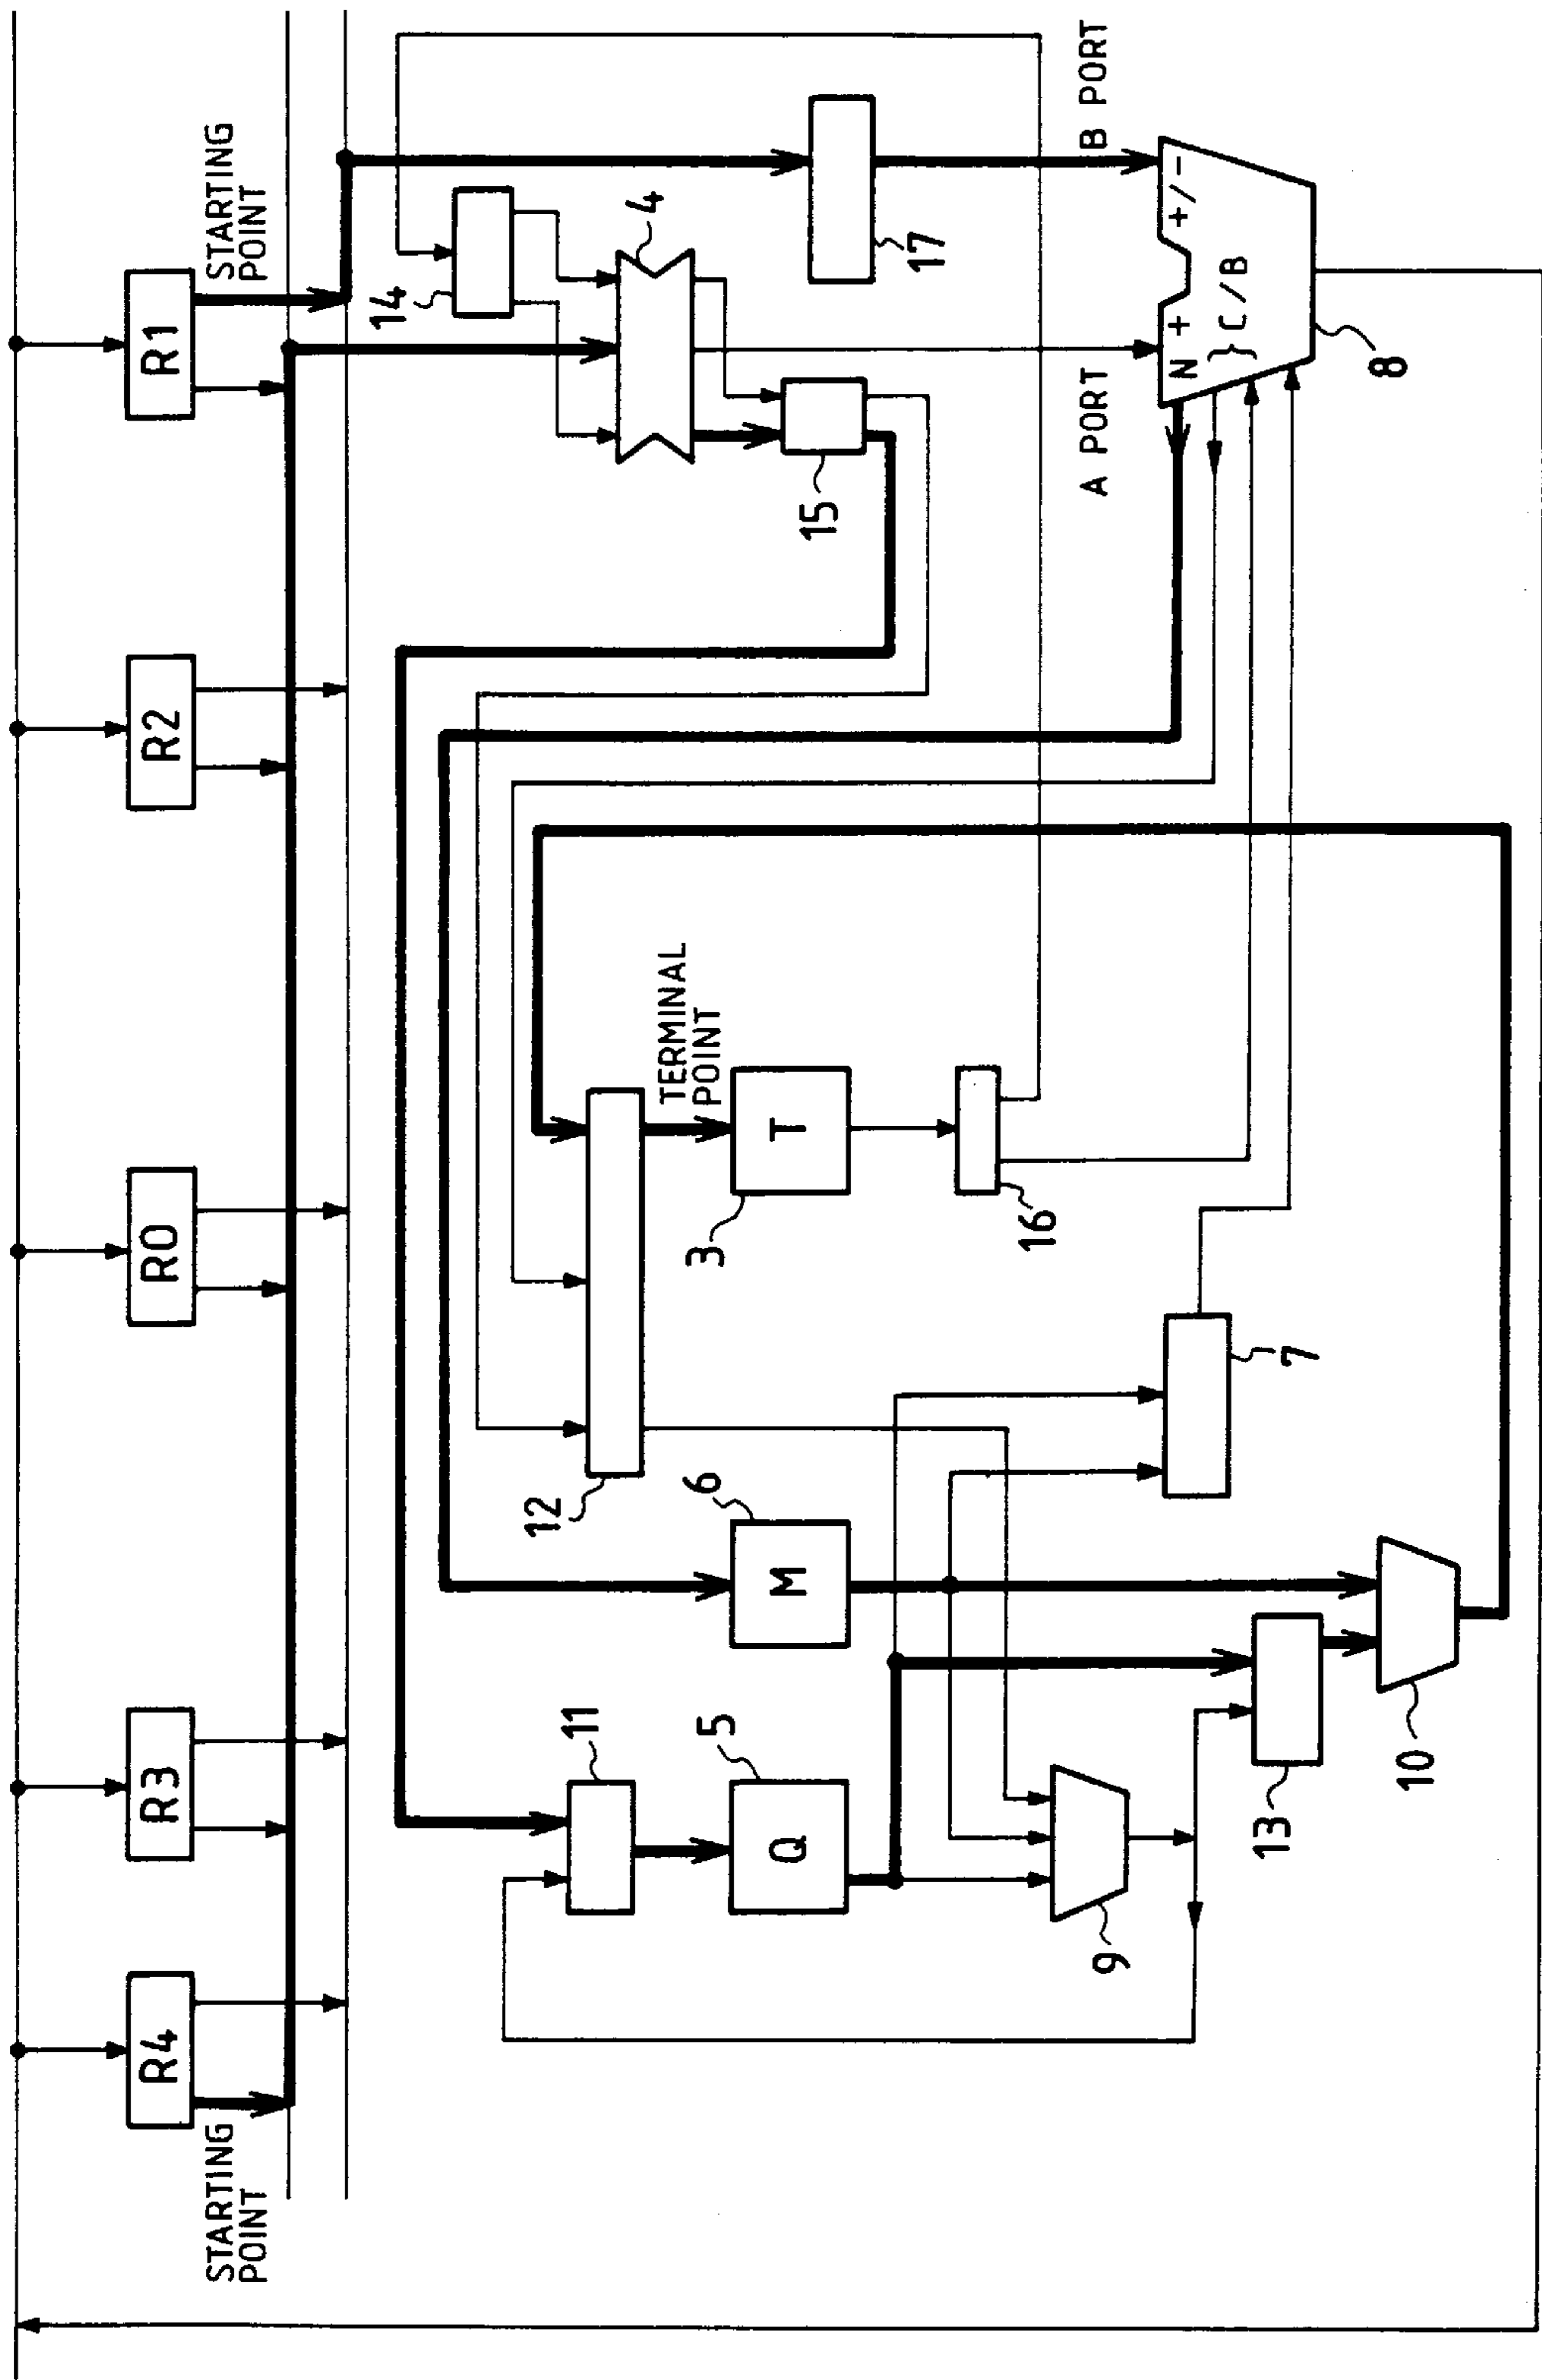 STARTING
POINT
R4
R3
R0
R2
R1
STARTING
POINT
14
4
17
15
B PORT
A PORT
N + +/-
} C/B
8
TERMINAL
POINT
12
T
3
16
M
6
7
11
Q
5
9
13
10